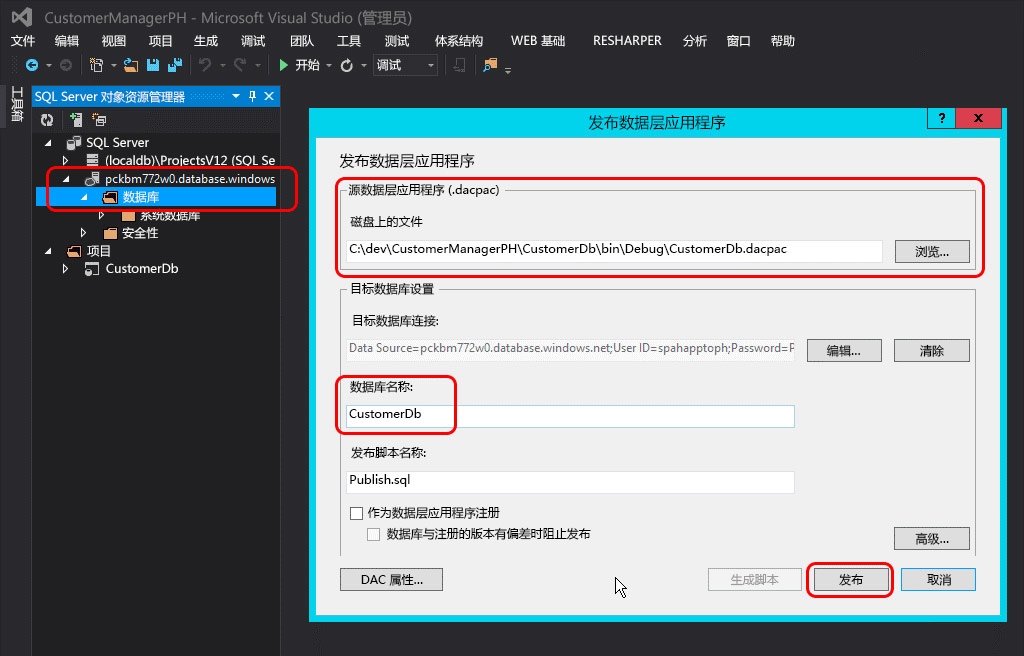 CustomerManagerPH - Microsoft Visual Studio (管理员)
文件 编辑 视图 项目 生成 调试 团队 工具 测试 体系结构 WEB 基础 RESHARPER 分析 窗口 帮助
开始 调试
工具箱
SQL Server 对象资源管理器
SQL Server
(localdb)\ProjectsV12 (SQL Se
pckbm772w0.database.windows
数据库
系统数据库
安全性
项目
CustomerDb
发布数据层应用程序
?
X
发布数据层应用程序
源数据层应用程序 (.dacpac)
磁盘上的文件
C:\dev\CustomerManagerPH\CustomerDb\bin\Debug\CustomerDb.dacpac
浏览...
目标数据库设置
目标数据库连接:
Data Source=pckbm772w0.database.windows.net;User ID=spahapptoph;Password=P
编辑...
清除
数据库名称:
CustomerDb
发布脚本名称:
Publish.sql
作为数据层应用程序注册
数据库与注册的版本有偏差时阻止发布
高级...
DAC 属性...
生成脚本
发布
取消